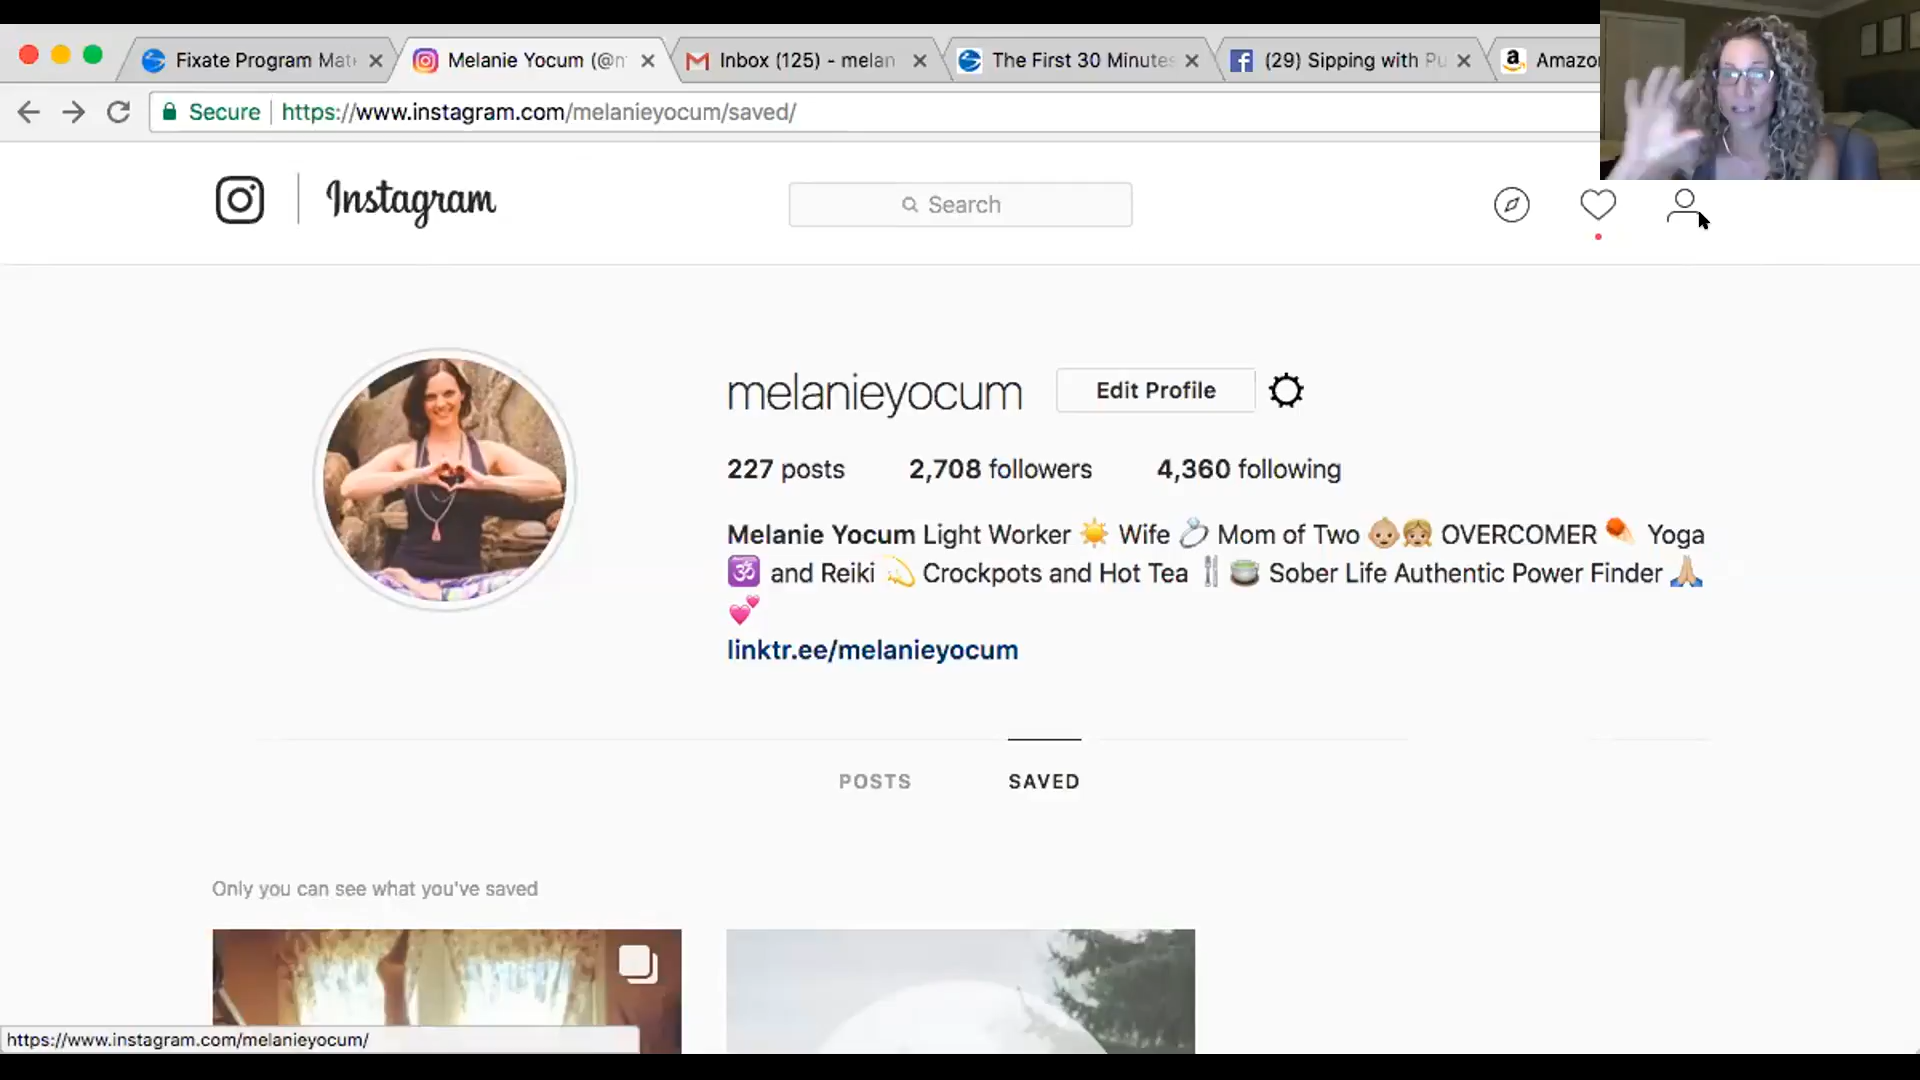 Fixate Program Mat
Melanie Yocum (@m
Inbox (125) - melan
The First 30 Minutes
(29) Sipping with Pu
Amazo
Secure
https://www.instagram.com/melanieyocum/saved/
Instagram
Search
melanieyocum
Edit Profile
227 posts
2,708 followers
4,360 following
Melanie Yocum Light Worker ☀️ Wife 💍 Mom of Two 👶🏼👧🏼 OVERCOMER ☄️ Yoga
🕉 and Reiki 💫 Crockpots and Hot Tea 🍴🍵 Sober Life Authentic Power Finder 🙏🏼
💕
linktr.ee/melanieyocum
POSTS
SAVED
Only you can see what you've saved
https://www.instagram.com/melanieyocum/